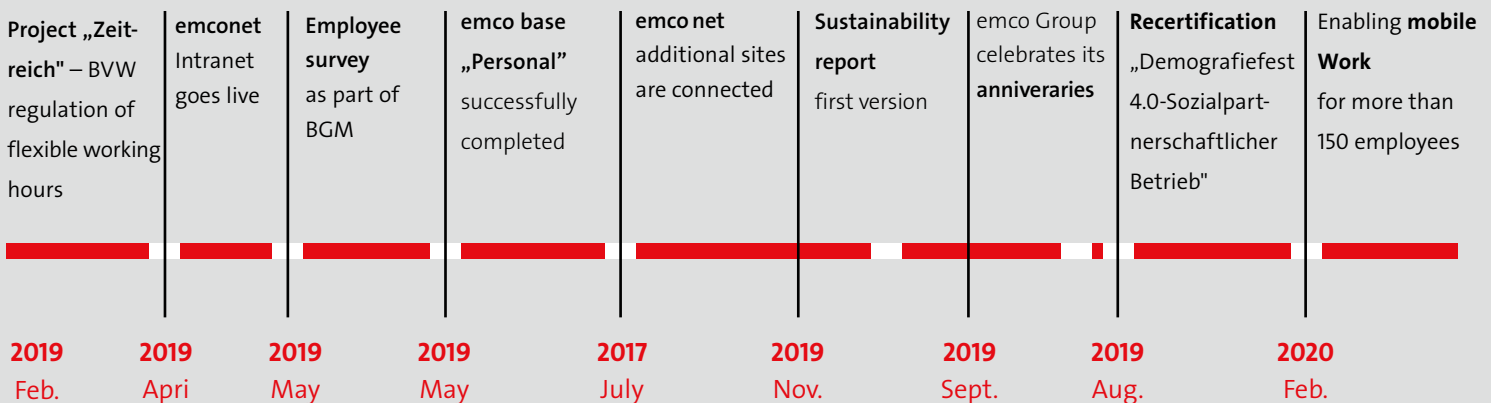 Project „Zeit-
reich" – BVW
regulation of
flexible working
hours
emconet
Intranet
goes live
Employee
survey
as part of
BGM
emco base
„Personal”
successfully
completed
emco net
additional sites
are connected
Sustainability
report
first version
emco Group
celebrates its
anniveraries
Recertification
„Demografiefest
4.0-Sozialpart-
nerschaftlicher
Betrieb"
Enabling mobile
Work
for more than
150 employees
2019
Feb.
2019
Apri
2019
May
2019
May
2017
July
2019
Nov.
2019
Sept.
2019
Aug.
2020
Feb.